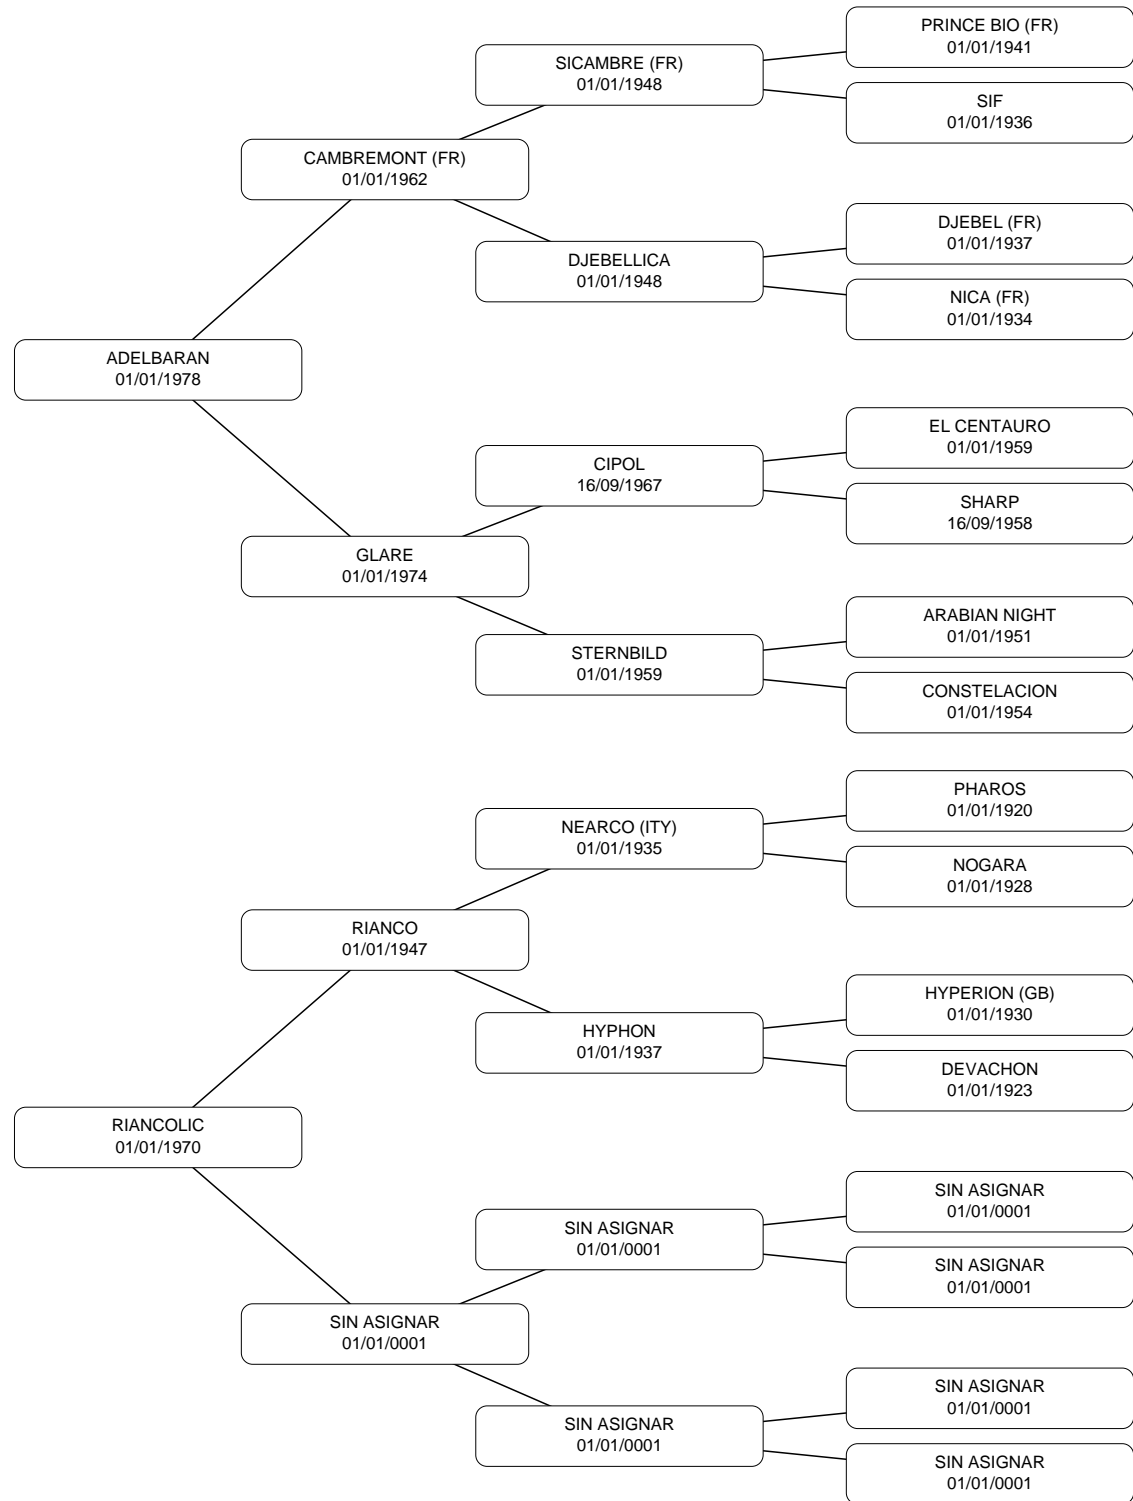 PRINCE BIO (FR)
01/01/1941
SICAMBRE (FR)
01/01/1948
SIF
01/01/1936
CAMBREMONT (FR)
01/01/1962
DJEBEL (FR)
01/01/1937
DJEBELLICA
01/01/1948
NICA (FR)
01/01/1934
ADELBARAN
01/01/1978
EL CENTAURO
01/01/1959
CIPOL
16/09/1967
SHARP
16/09/1958
GLARE
01/01/1974
ARABIAN NIGHT
01/01/1951
STERNBILD
01/01/1959
CONSTELACION
01/01/1954
PHAROS
01/01/1920
NEARCO (ITY)
01/01/1935
NOGARA
01/01/1928
RIANCO
01/01/1947
HYPERION (GB)
01/01/1930
HYPHON
01/01/1937
DEVACHON
01/01/1923
RIANCOLIC
01/01/1970
SIN ASIGNAR
01/01/0001
SIN ASIGNAR
01/01/0001
SIN ASIGNAR
01/01/0001
SIN ASIGNAR
01/01/0001
SIN ASIGNAR
01/01/0001
SIN ASIGNAR
01/01/0001
SIN ASIGNAR
01/01/0001